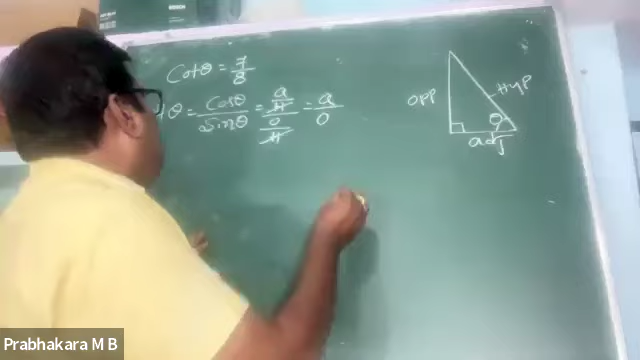 Cotθ = 7/8
θ = Cosθ/Sinθ = a/H / o/H = a/o
OPP
HYP
θ
adj
Prabhakara M B